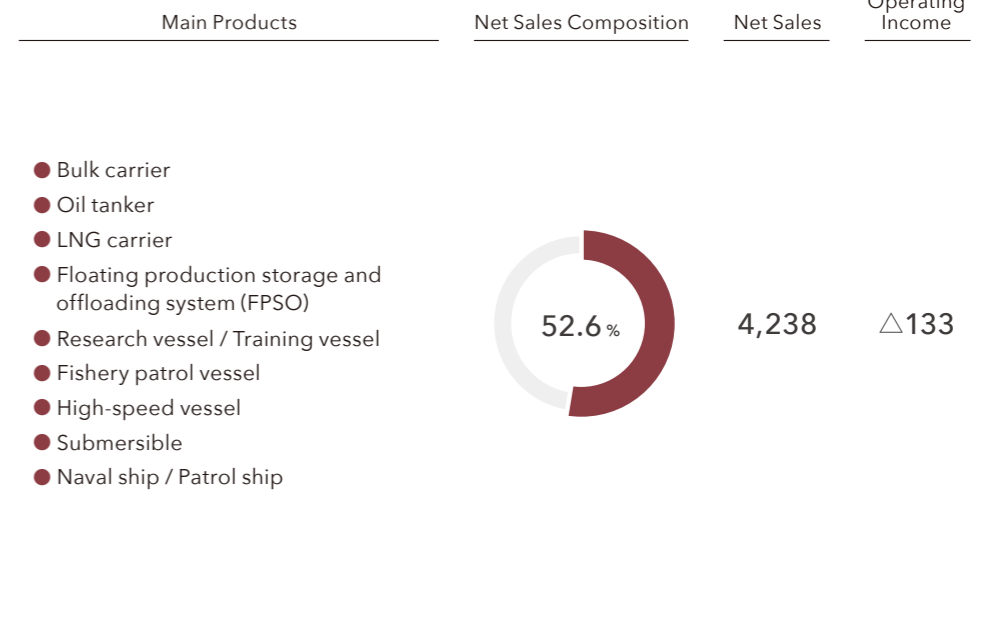 Main Products
Net Sales Composition
Net Sales
Operating
Income
● Bulk carrier
● Oil tanker
● LNG carrier
● Floating production storage and
offloading system (FPSO)
● Research vessel / Training vessel
● Fishery patrol vessel
● High-speed vessel
● Submersible
● Naval ship / Patrol ship
52.6 %
4,238
△133